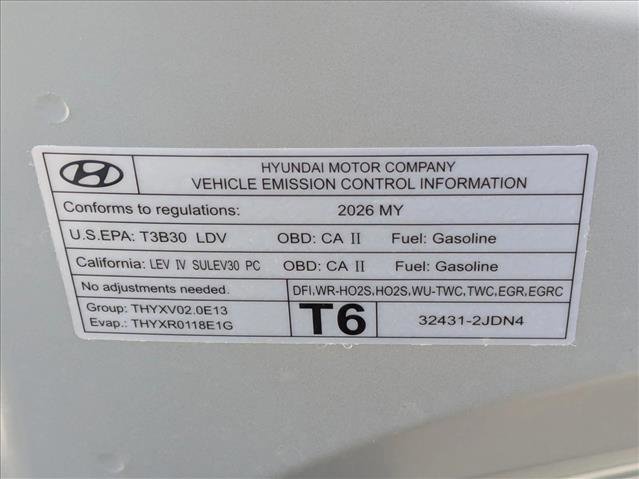 HYUNDAI MOTOR COMPANY
VEHICLE EMISSION CONTROL INFORMATION
Conforms to regulations: 2026 MY
U.S.EPA: T3B30 LDV OBD: CA II Fuel: Gasoline
California: LEV IV SULEV30 PC OBD: CA II Fuel: Gasoline
No adjustments needed. DFI,WR-HO2S,HO2S,WU-TWC,TWC,EGR,EGRC
Group: THYXV02.0E13
Evap.: THYXR0118E1G
T6
32431-2JDN4